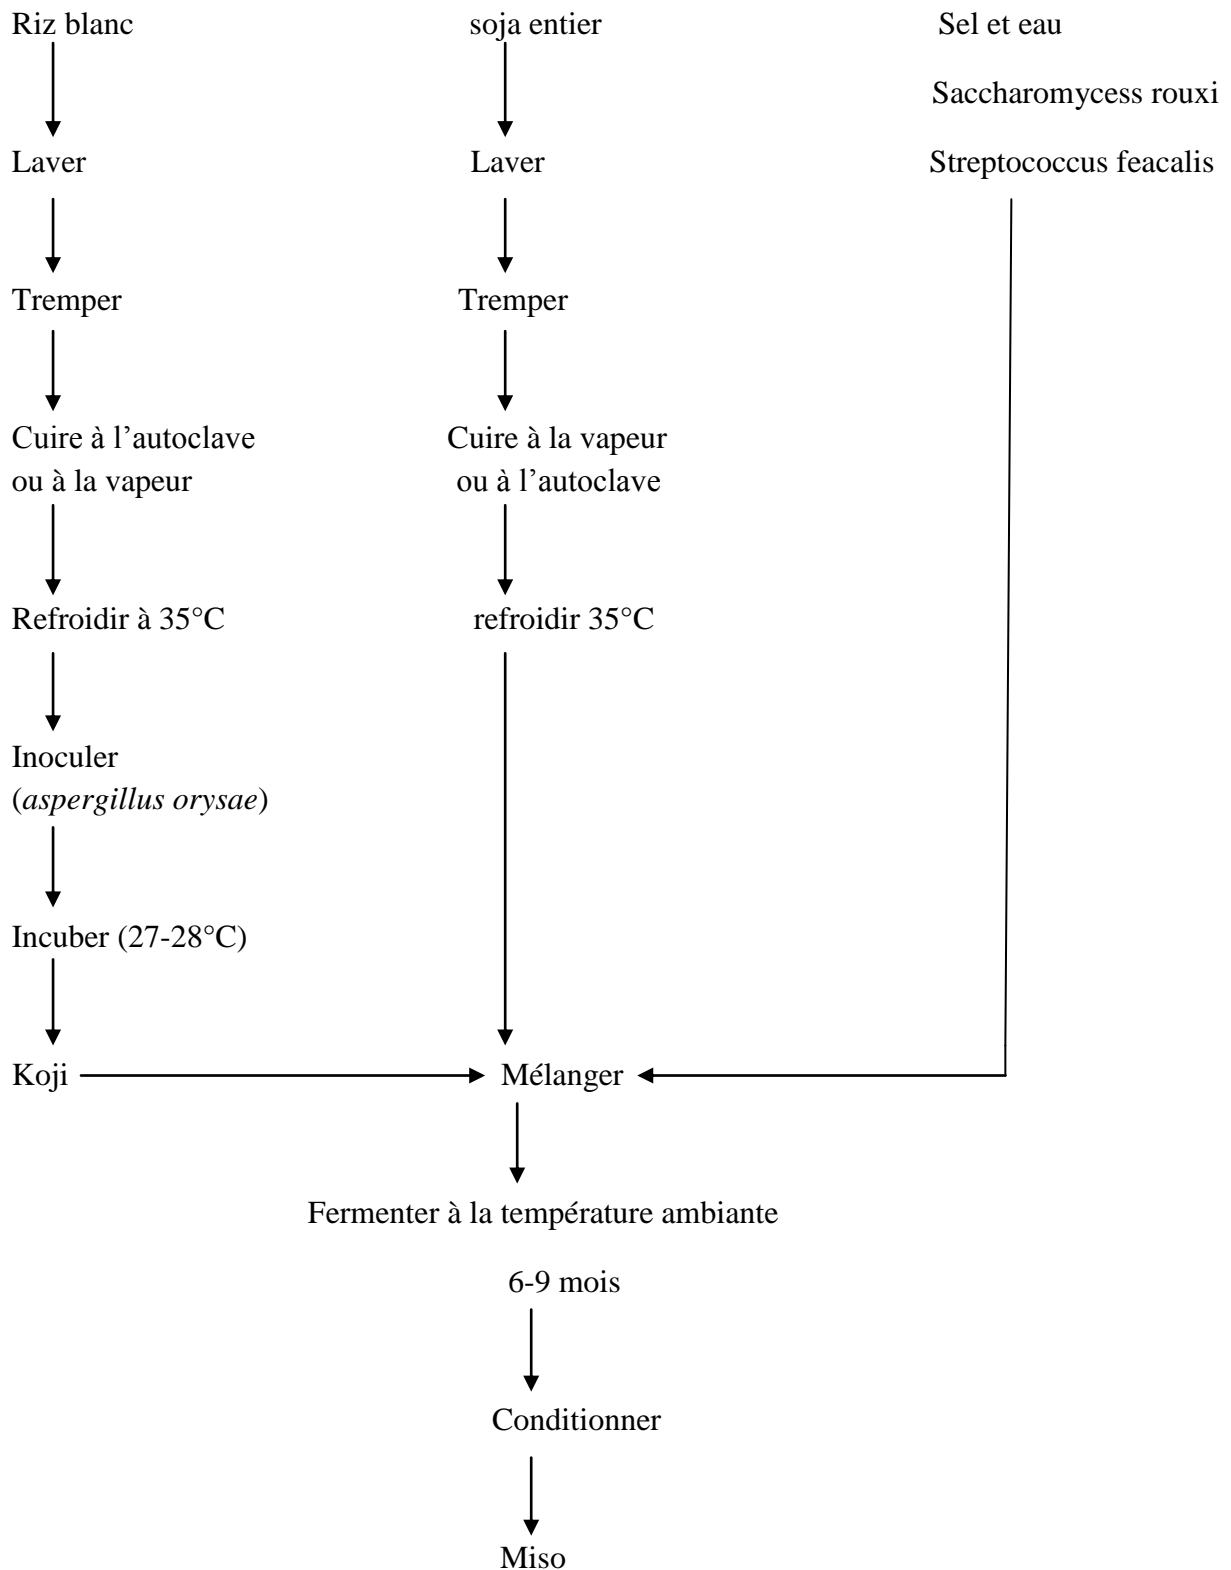 Riz blanc
soja entier
Sel et eau
Saccharomycess rouxi
Laver
Laver
Streptococcus feacalis
Tremper
Tremper
Cuire à l’autoclave
ou à la vapeur
Cuire à la vapeur
ou à l’autoclave
Refroidir à 35°C
refroidir 35°C
Inoculer
(aspergillus orysae)
Incuber (27-28°C)
Koji
Mélanger
Fermenter à la température ambiante
6-9 mois
Conditionner
Miso